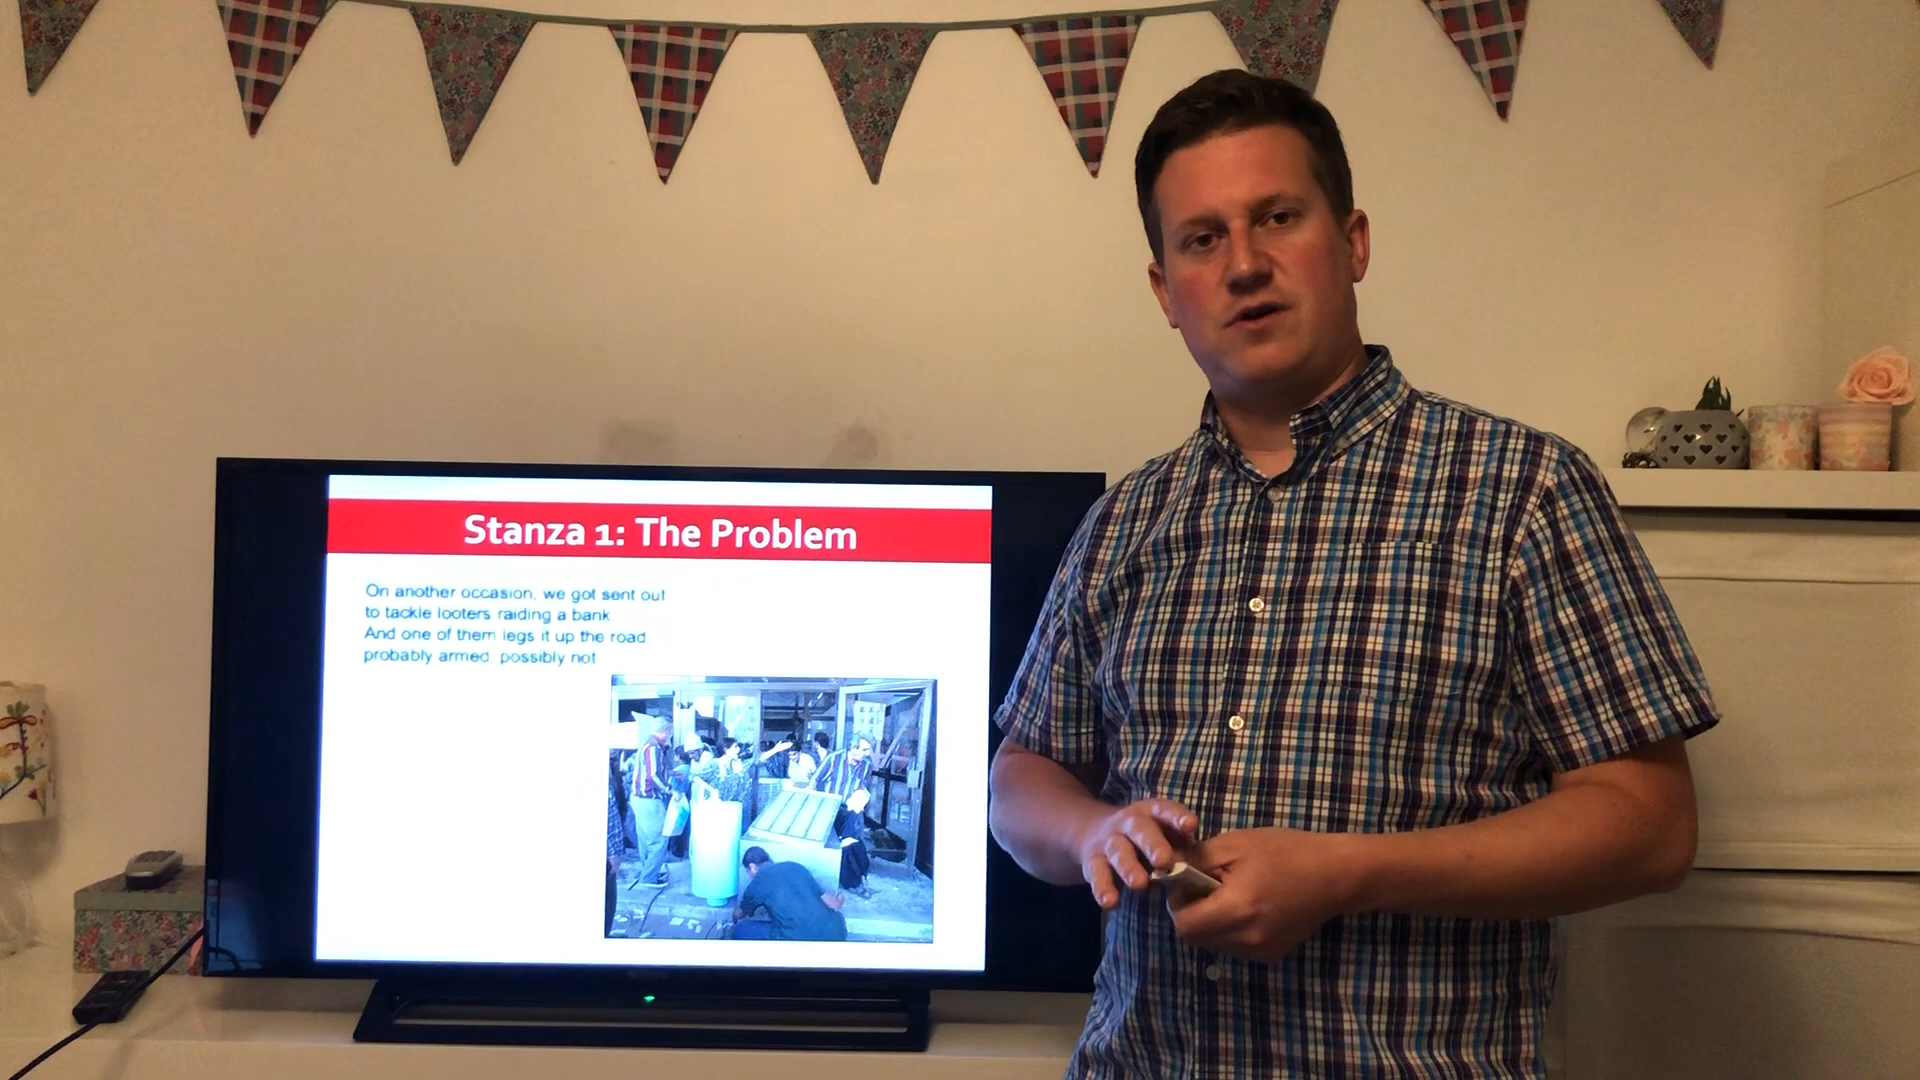 Stanza 1: The Problem
On another occasion, we got sent out
to tackle looters raiding a bank.
And one of them legs it up the road
probably armed, possibly not